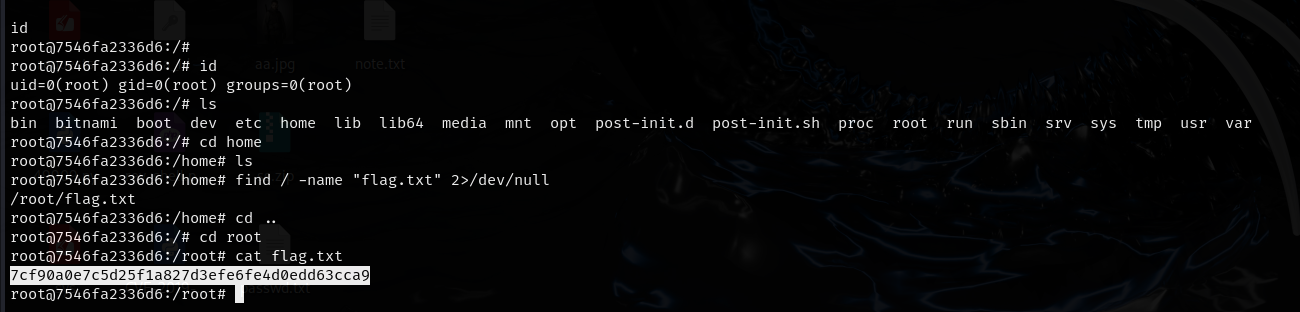 id
root@7546fa2336d6:/#
root@7546fa2336d6:/# id
aa.jpg
note.txt
uid=0(root) gid=0(root) groups=0(root)
root@7546fa2336d6:/# ls
bin bitnami boot dev etc home lib lib64 media mnt opt post-init.d post-init.sh proc root run sbin srv sys tmp usr var
root@7546fa2336d6:/# cd home
root@7546fa2336d6:/home# ls
root@7546fa2336d6:/home# find / -name "flag.txt" 2>/dev/null
/root/flag.txt
root@7546fa2336d6:/home# cd ..
root@7546fa2336d6:/# cd root
root@7546fa2336d6:/root# cat flag.txt
7cf90a0e7c5d25f1a827d3efe6fe4d0edd63cca9
root@7546fa2336d6:/root#